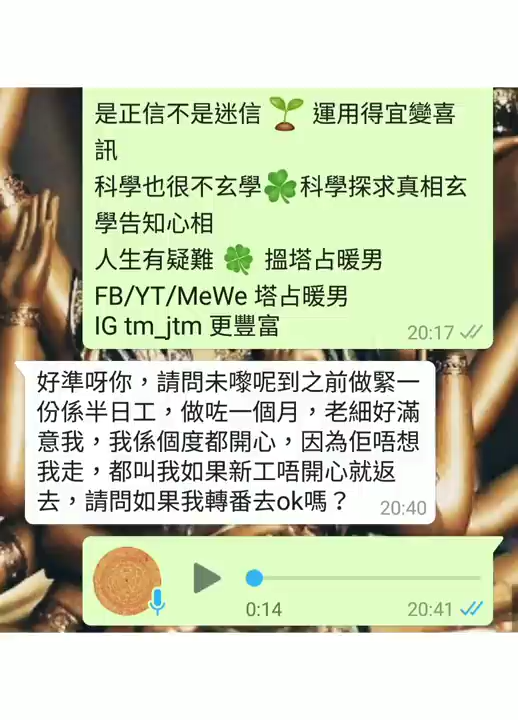 是正信不是迷信🌱 運用得宜變喜
訊
科學也很不玄學🍀科學探求真相玄
學告知心相
人生有疑難 🍀 搵塔占暖男
FB/YT/MeWe 塔占暖男
IG tm_jtm 更豐富
20:17
好準呀你，請問未嚟呢到之前做緊一
份係半日工，做咗一個月，老細好滿
意我，我係個度都開心，因為佢唔想
我走，都叫我如果新工唔開心就返
去，請問如果我轉番去ok嗎？
20:40
0:14
20:41